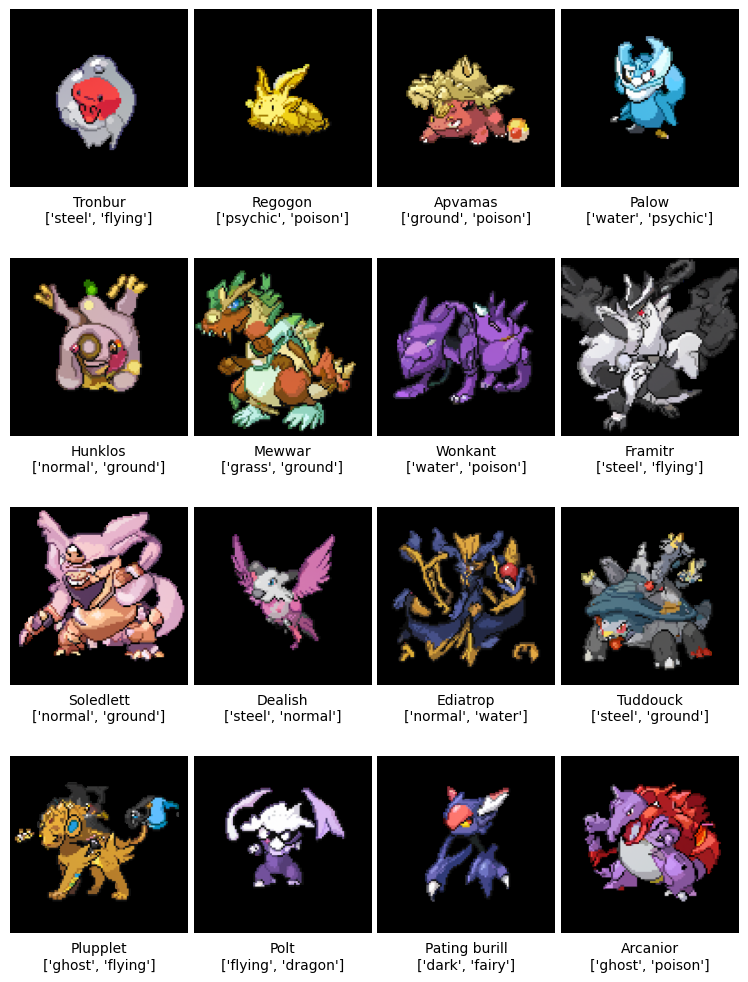 Tronbur
['steel', 'flying']
Regogon
['psychic', 'poison']
Apvamas
['ground', 'poison']
Palow
['water', 'psychic']
Hunklos
['normal', 'ground']
Mewwar
['grass', 'ground']
Wonkant
['water', 'poison']
Framitr
['steel', 'flying']
Soledlett
['normal', 'ground']
Dealish
['steel', 'normal']
Ediatrop
['normal', 'water']
Tuddouck
['steel', 'ground']
Plupplet
['ghost', 'flying']
Polt
['flying', 'dragon']
Pating burill
['dark', 'fairy']
Arcanior
['ghost', 'poison']